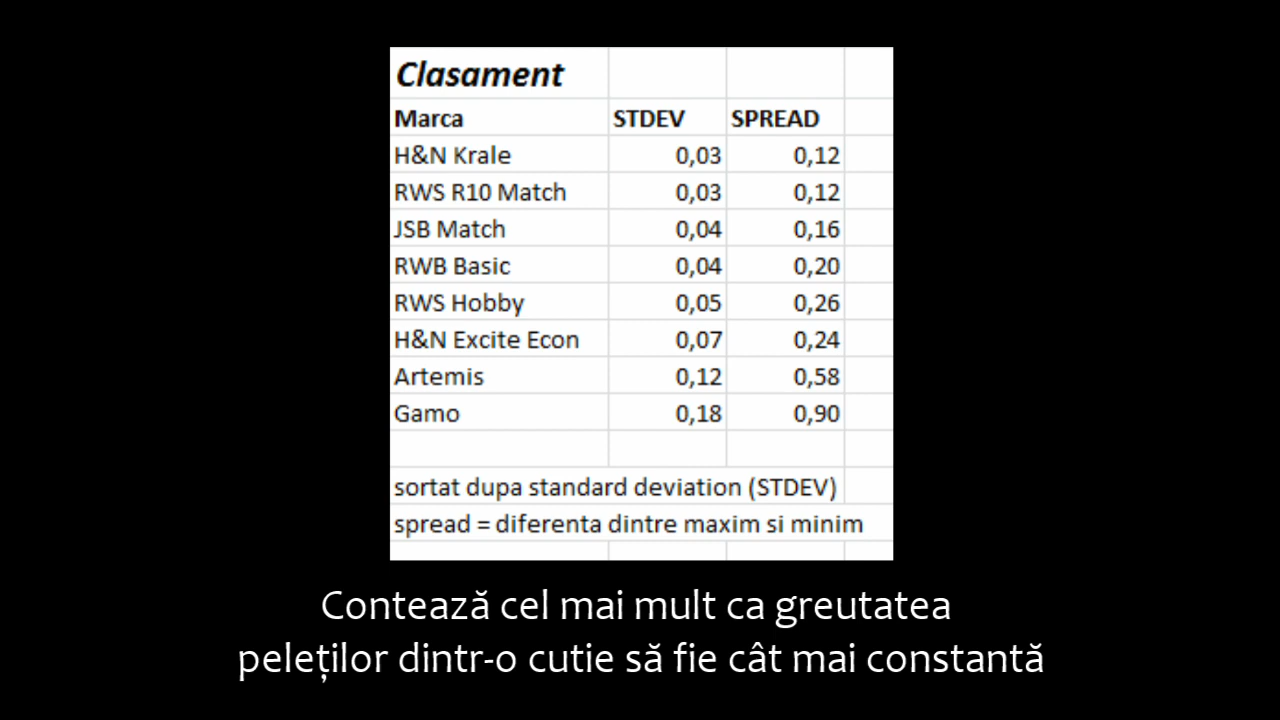 Clasament
Marca STDEV SPREAD
H&N Krale 0,03 0,12
RWS R10 Match 0,03 0,12
JSB Match 0,04 0,16
RWB Basic 0,04 0,20
RWS Hobby 0,05 0,26
H&N Excite Econ 0,07 0,24
Artemis 0,12 0,58
Gamo 0,18 0,90
sortat dupa standard deviation (STDEV)
spread = diferenta dintre maxim si minim
Contează cel mai mult ca greutatea
peleților dintr-o cutie să fie cât mai constantă